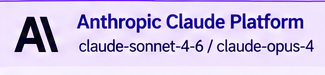 A\
Anthropic Claude Platform
claude-sonnet-4-6 / claude-opus-4